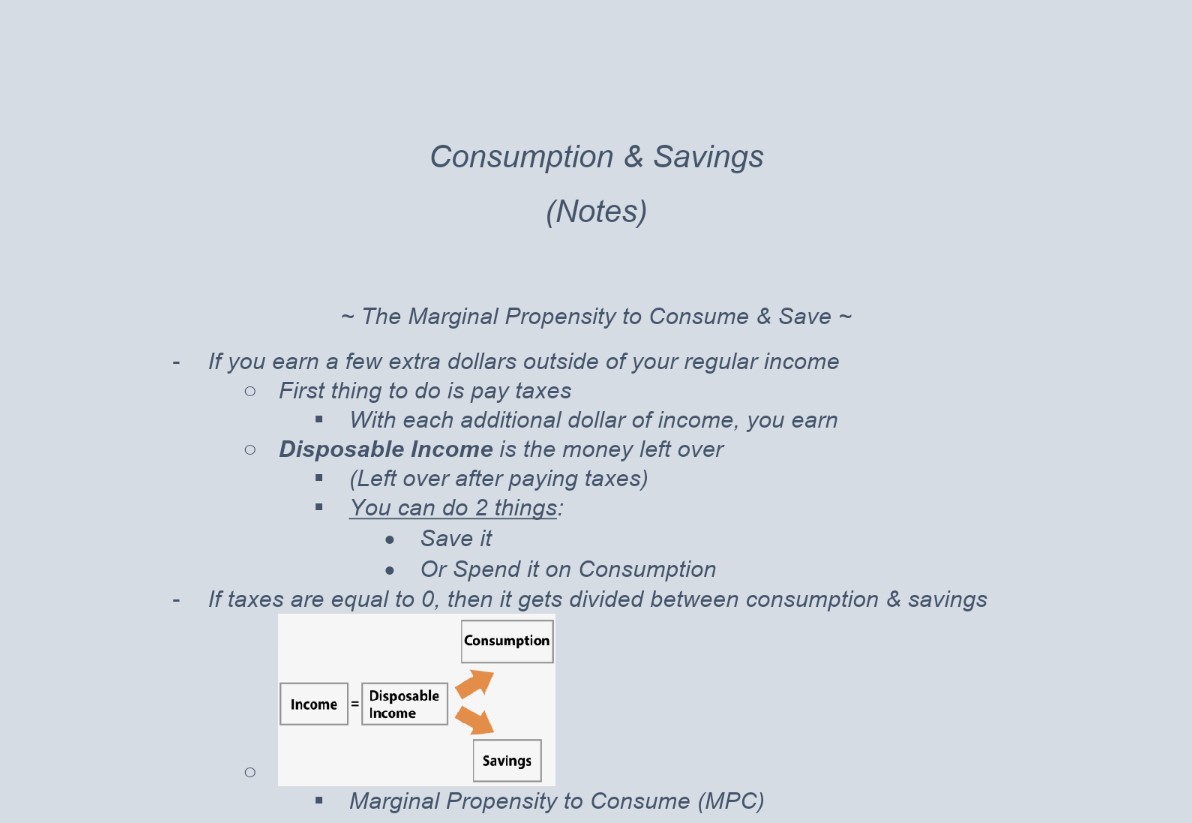 Consumption & Savings
(Notes)
~ The Marginal Propensity to Consume & Save ~
- If you earn a few extra dollars outside of your regular income
○ First thing to do is pay taxes
▪ With each additional dollar of income, you earn
○ Disposable Income is the money left over
▪ (Left over after paying taxes)
▪ You can do 2 things:
● Save it
● Or Spend it on Consumption
- If taxes are equal to 0, then it gets divided between consumption & savings
Consumption
Income = Disposable
Income
Savings
○
▪ Marginal Propensity to Consume (MPC)